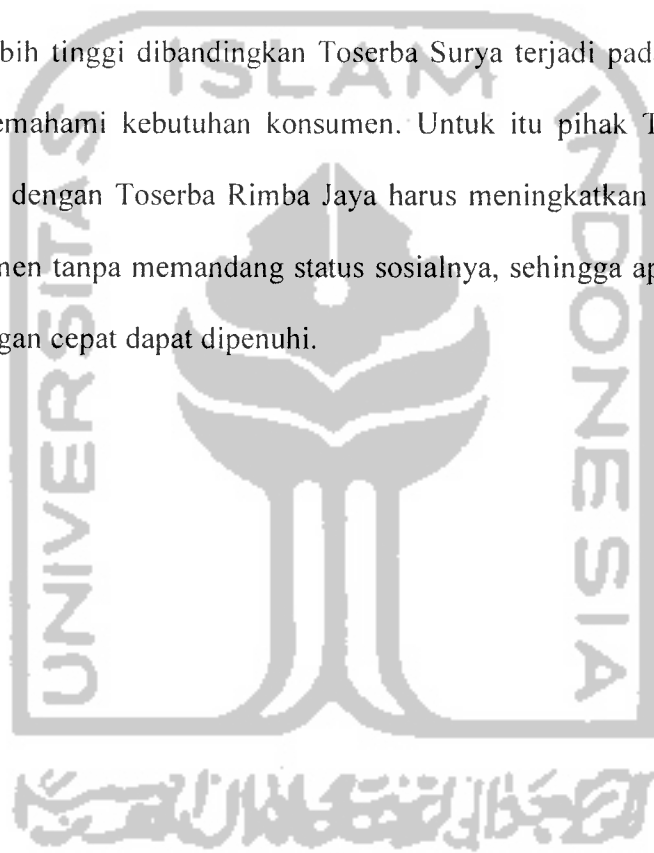 bih tinggi dibandingkan Toserba Surya terjadi pad
emahami kebutuhan konsumen. Untuk itu pihak T
dengan Toserba Rimba Jaya harus meningkatkan
men tanpa memandang status sosialnya, sehingga ap
gan cepat dapat dipenuhi.
UNIVERSITAS
ISLAM
INDONESIA